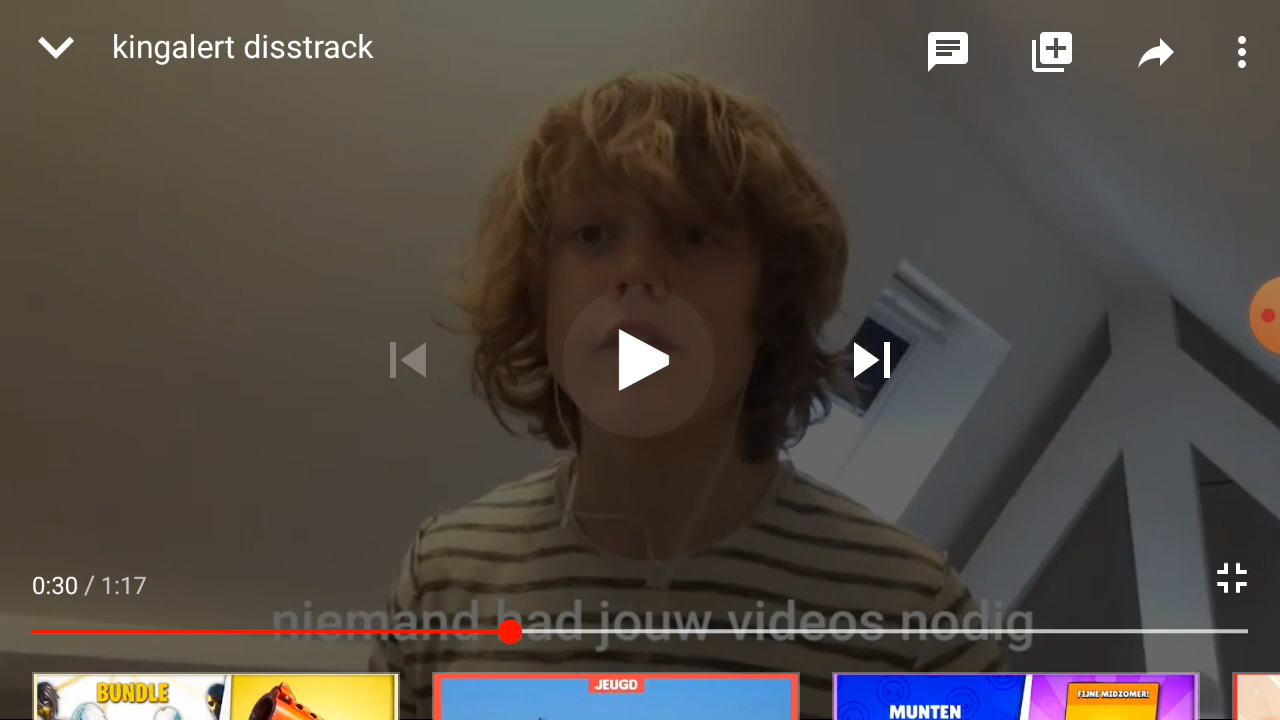 kingalert disstrack
0:30 / 1:17
niemand had jouw videos nodig
BUNDLE
JEUGD
MUNTEN
FIJNE MIDZOMER!